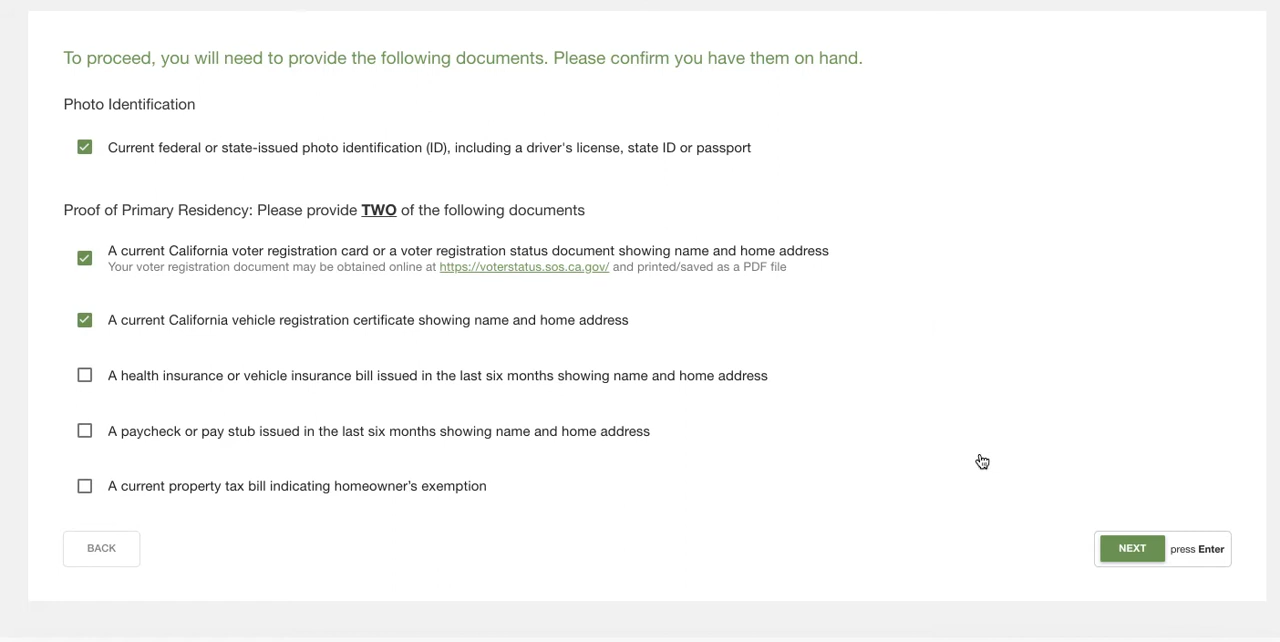 To proceed, you will need to provide the following documents. Please confirm you have them on hand.
Photo Identification
Current federal or state-issued photo identification (ID), including a driver's license, state ID or passport
Proof of Primary Residency: Please provide TWO of the following documents
A current California voter registration card or a voter registration status document showing name and home address
Your voter registration document may be obtained online at https://voterstatus.sos.ca.gov/ and printed/saved as a PDF file
A current California vehicle registration certificate showing name and home address
A health insurance or vehicle insurance bill issued in the last six months showing name and home address
A paycheck or pay stub issued in the last six months showing name and home address
A current property tax bill indicating homeowner’s exemption
BACK
NEXT press Enter